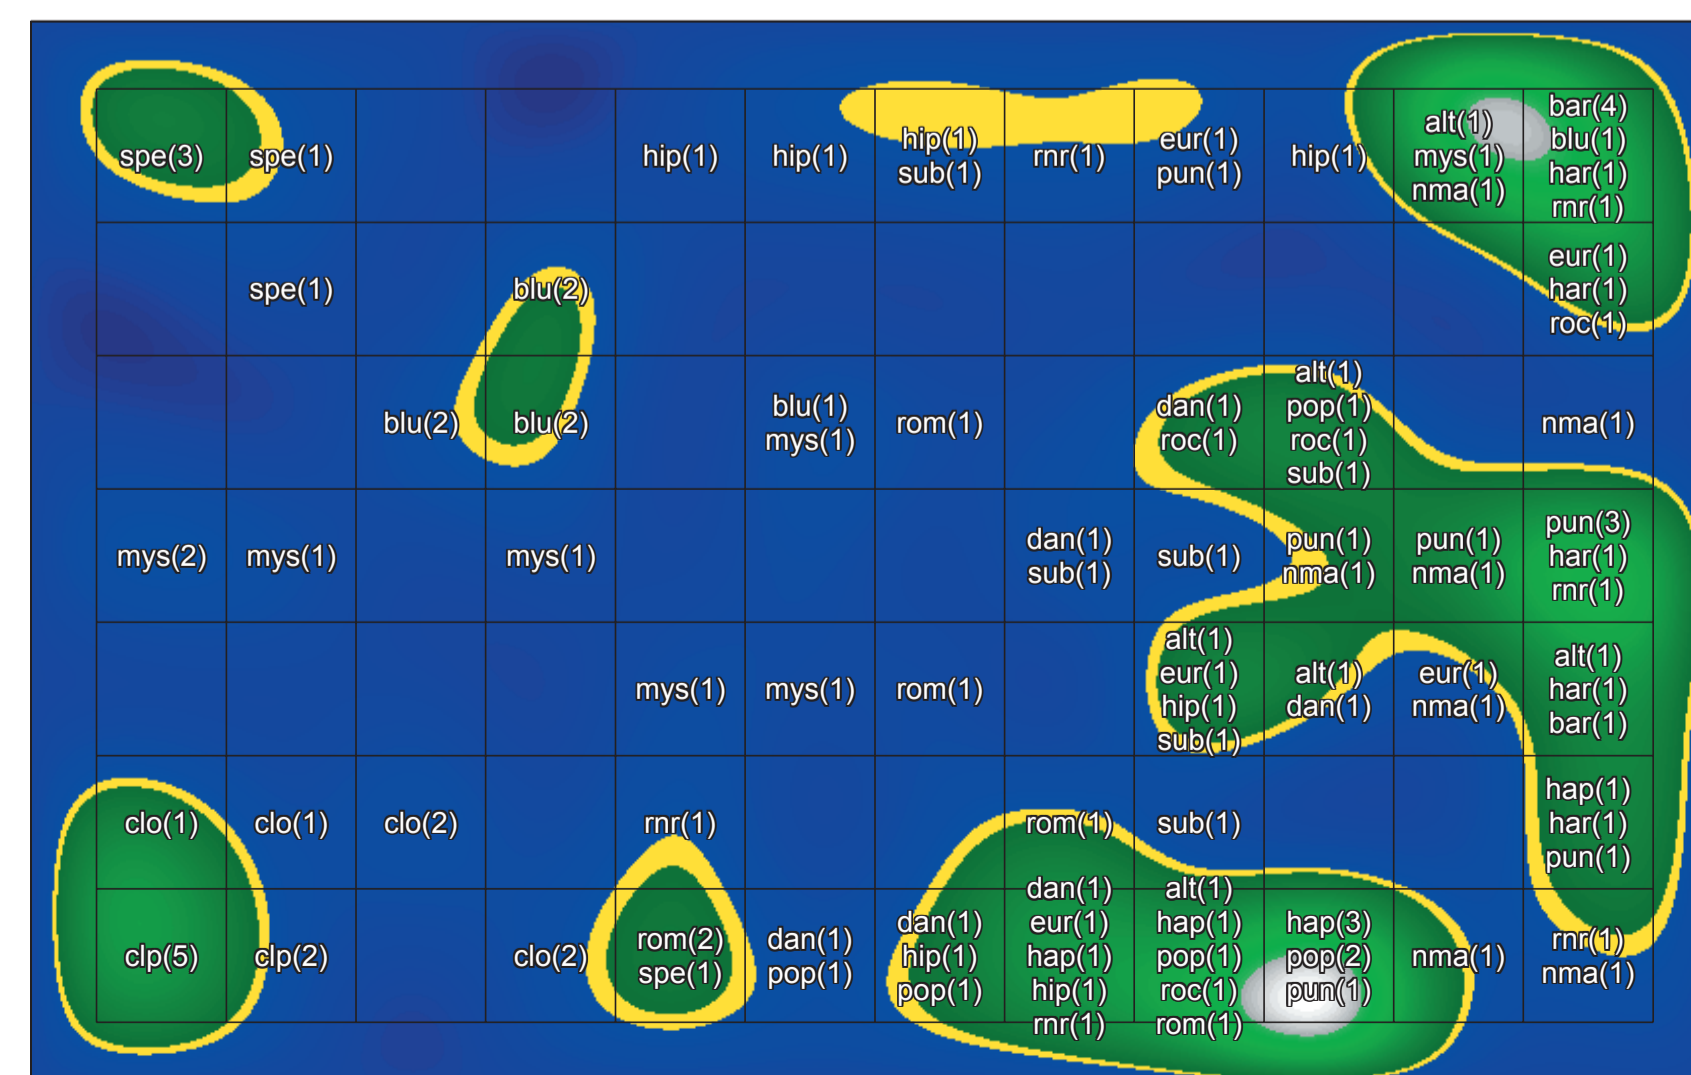 spe(3)
spe(1)
hip(1)
hip(1)
hip(1)
sub(1)
rnr(1)
eur(1)
pun(1)
hip(1)
alt(1)
mys(1)
nma(1)
bar(4)
blu(1)
har(1)
rnr(1)
spe(1)
blu(2)
eur(1)
har(1)
roc(1)
blu(2)
blu(2)
blu(1)
mys(1)
rom(1)
dan(1)
roc(1)
alt(1)
pop(1)
roc(1)
sub(1)
nma(1)
mys(2)
mys(1)
mys(1)
dan(1)
sub(1)
sub(1)
pun(1)
nma(1)
pun(1)
nma(1)
pun(3)
har(1)
rnr(1)
mys(1)
mys(1)
rom(1)
alt(1)
eur(1)
hip(1)
sub(1)
alt(1)
dan(1)
eur(1)
nma(1)
alt(1)
har(1)
bar(1)
clo(1)
clo(1)
clo(2)
rnr(1)
rom(1)
sub(1)
hap(1)
har(1)
pun(1)
clp(5)
clp(2)
clo(2)
rom(2)
spe(1)
dan(1)
pop(1)
dan(1)
hip(1)
pop(1)
dan(1)
eur(1)
hap(1)
hip(1)
rnr(1)
alt(1)
hap(1)
pop(1)
roc(1)
rom(1)
hap(3)
pop(2)
pun(1)
nma(1)
rnr(1)
nma(1)